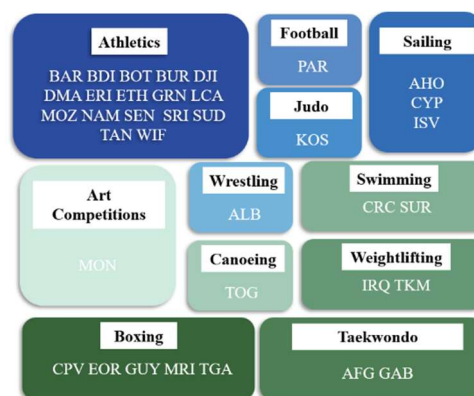 Athletics
BAR BDI BOT BUR DJI
DMA ERI ETH GRN LCA
MOZ NAM SEN SRI SUD
TAN WIF
Football
PAR
Sailing
AHO
CYP
ISV
Judo
KOS
Art
Competitions
MON
Wrestling
ALB
Swimming
CRC SUR
Canoeing
TOG
Weightlifting
IRQ TKM
Boxing
CPV EOR GUY MRI TGA
Taekwondo
AFG GAB